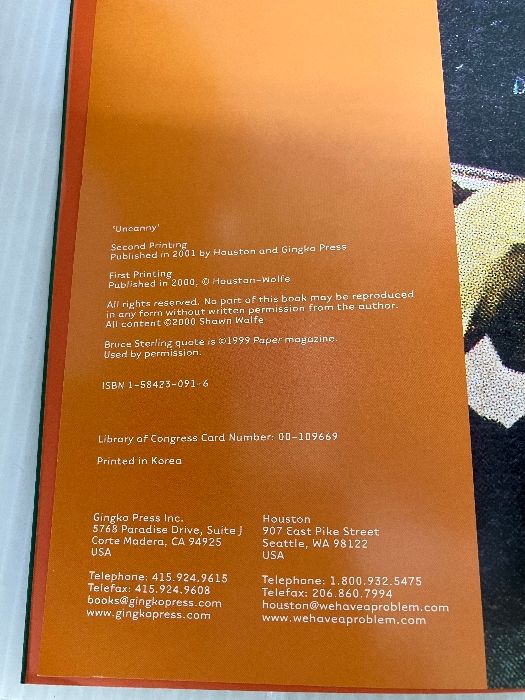 'Uncanny'
Second Printing
Published in 2001 by Houston and Gingko Press
First Printing
Published in 2000, © Houston-Wolfe
All rights reserved. No part of this book may be reproduced
in any form without written permission from the author.
All content ©2000 Shawn Wolfe
Bruce Sterling quote is ©1999 Paper magazine.
Used by permission.
ISBN 1-58423-091-6
Library of Congress Card Number: 00-109669
Printed in Korea
Gingko Press Inc.
5768 Paradise Drive, Suite J
Corte Madera, CA 94925
USA
Telephone: 415.924.9615
Telefax: 415.924.9608
books@gingkopress.com
www.gingkopress.com
Houston
907 East Pike Street
Seattle, WA 98122
USA
Telephone: 1.800.932.5475
Telefax: 206.860.7994
houston@wehaveaproblem.com
www.wehaveaproblem.com